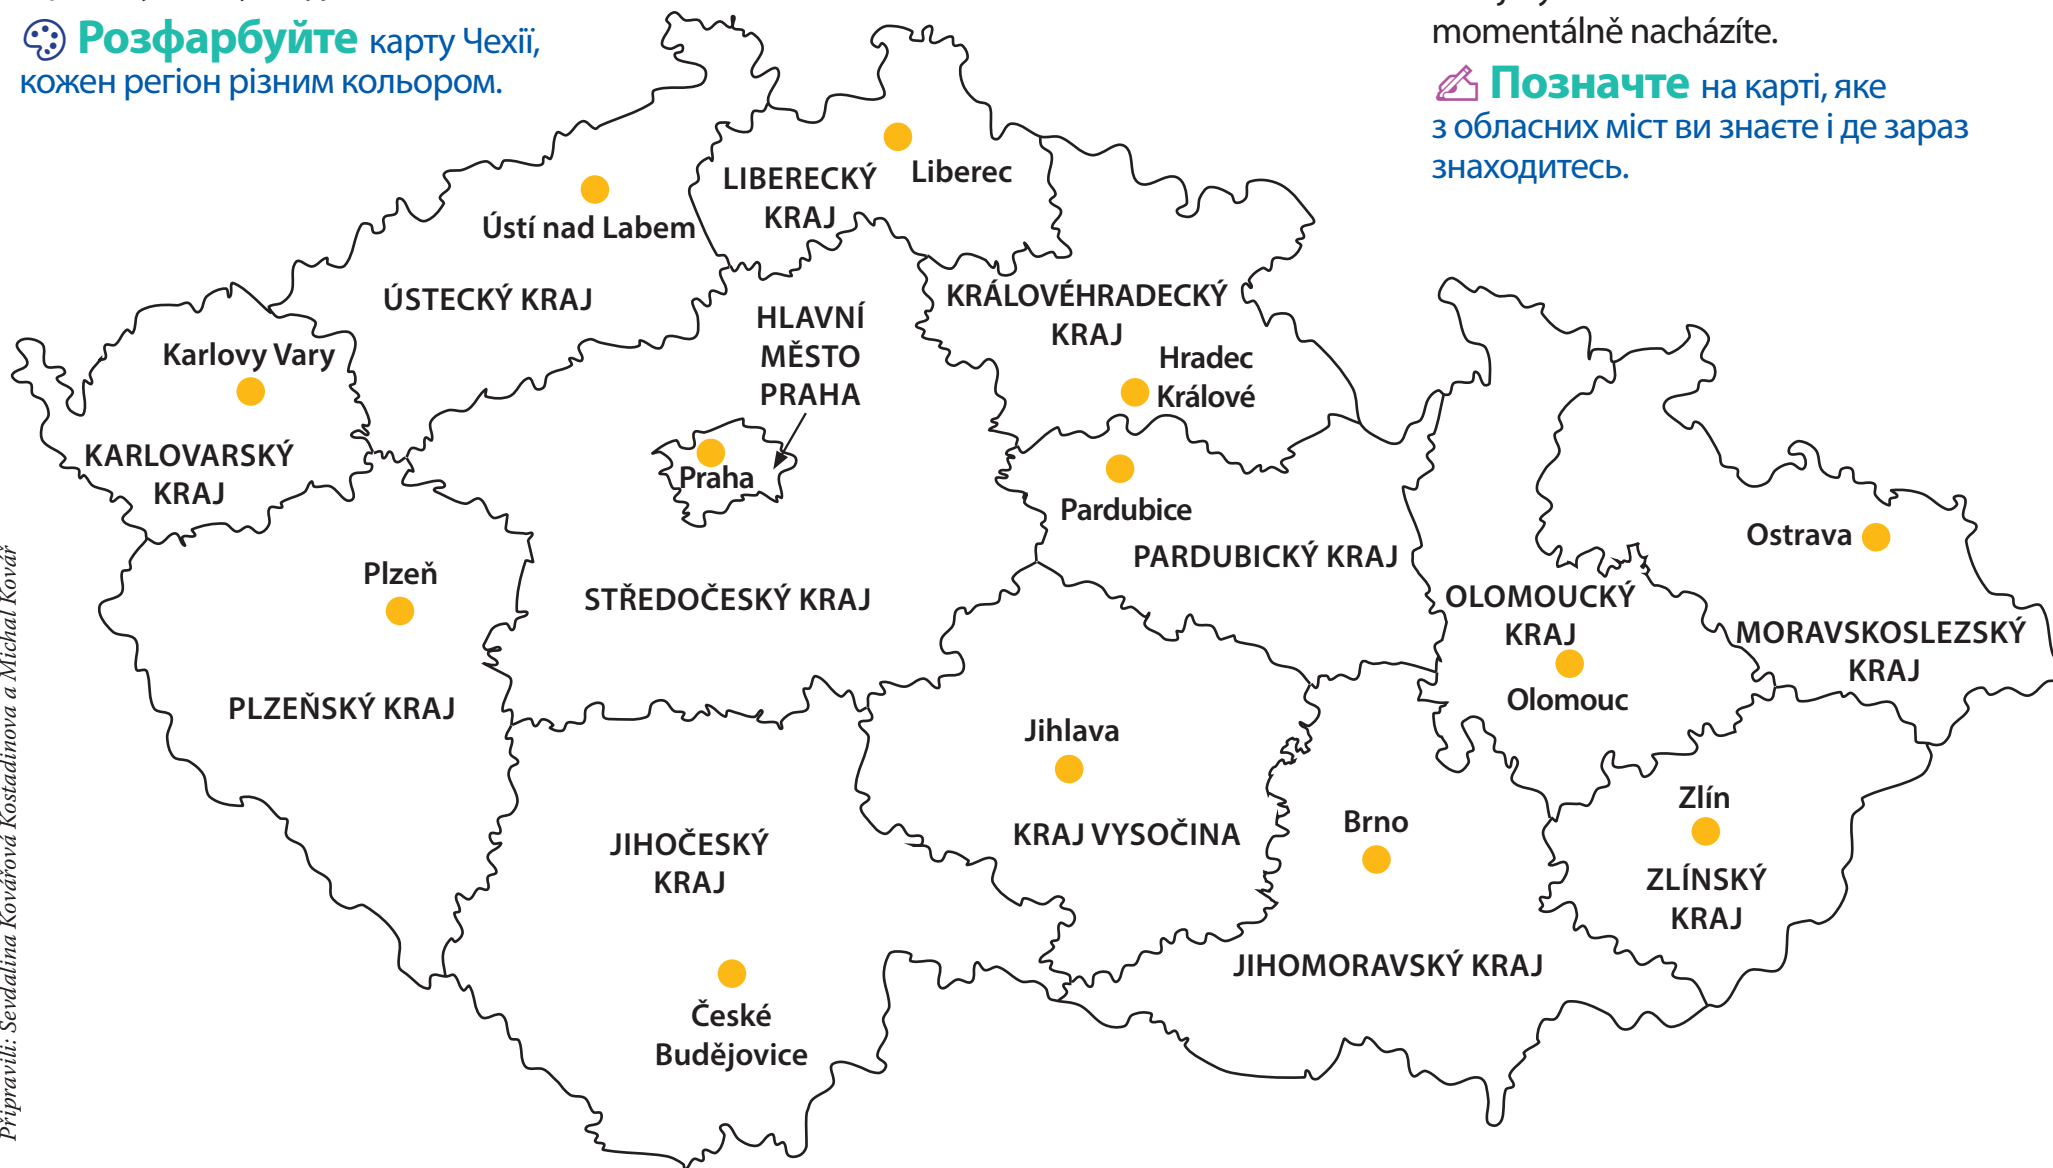 Розфарбуйте карту Чехії,
кожен регіон різним кольором.
momentálně nacházíte.
Позначте на карті, яке
з обласних міст ви знаєте і де зараз
знаходитесь.
Liberec
LIBERECKÝ
KRAJ
Ústí nad Labem
ÚSTECKÝ KRAJ
KRÁLOVÉHRADECKÝ
KRAJ
Hradec
Králové
HLAVNÍ
MĚSTO
PRAHA
Praha
Karlovy Vary
KARLOVARSKÝ
KRAJ
Pardubice
PARDUBICKÝ KRAJ
Ostrava
MORAVSKOSLEZSKÝ
KRAJ
Plzeň
PLZEŇSKÝ KRAJ
STŘEDOČESKÝ KRAJ
OLOMOUCKÝ
KRAJ
Olomouc
Jihlava
KRAJ VYSOČINA
Zlín
ZLÍNSKÝ
KRAJ
Brno
JIHOMORAVSKÝ KRAJ
JIHOČESKÝ
KRAJ
České
Budějovice
Připravili: Sevdalina Kovářová Kostadinova a Michal Kovář